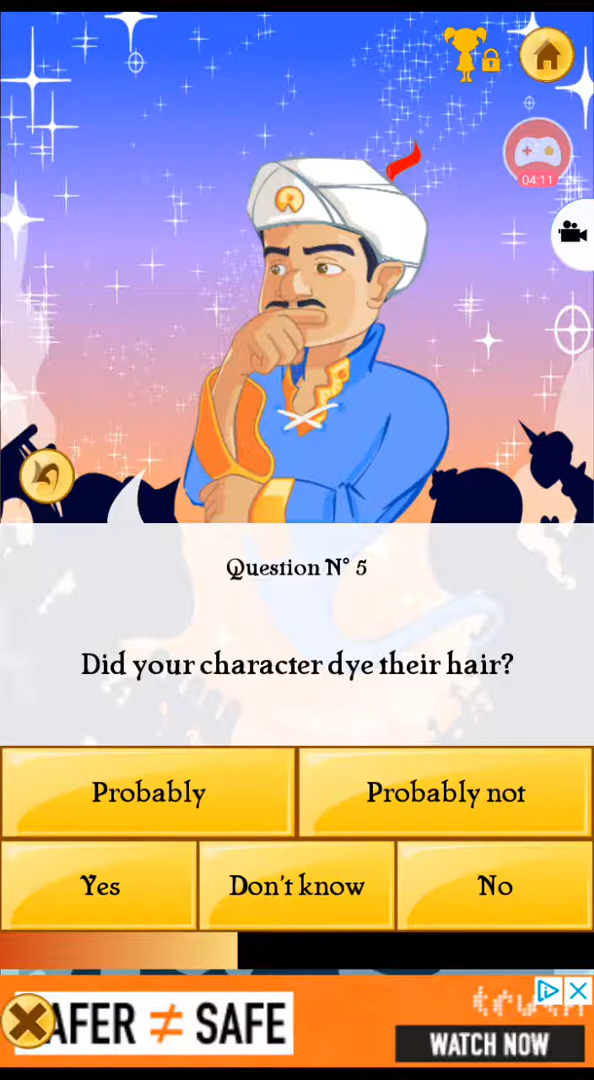 04:11
Question N° 5
Did your character dye their hair?
Probably
Probably not
Yes
Don't know
No
AFER ≠ SAFE
WATCH NOW